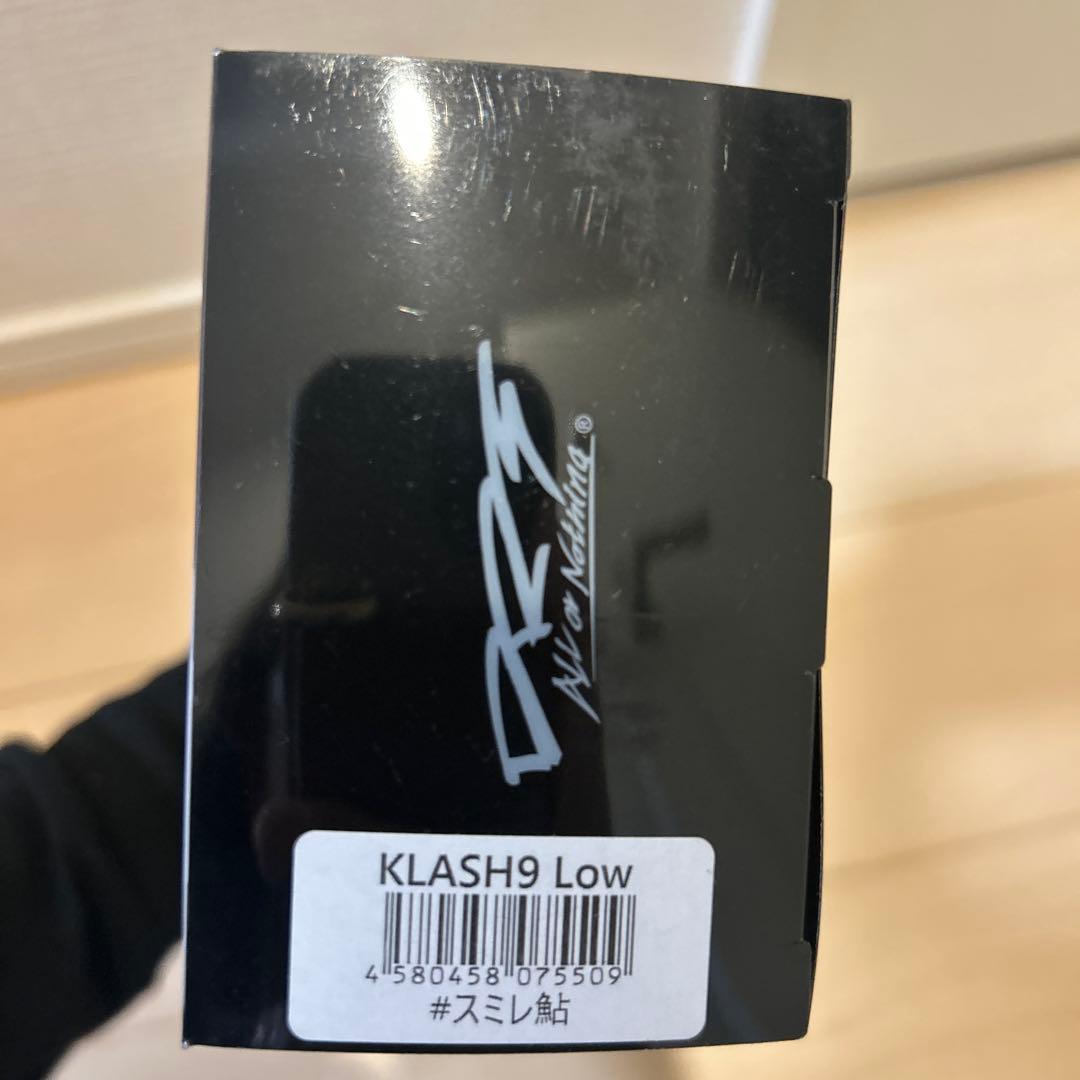 DRT
All or Nothing®
KLASH9 Low
4 580458 075509
#スミレ鮎